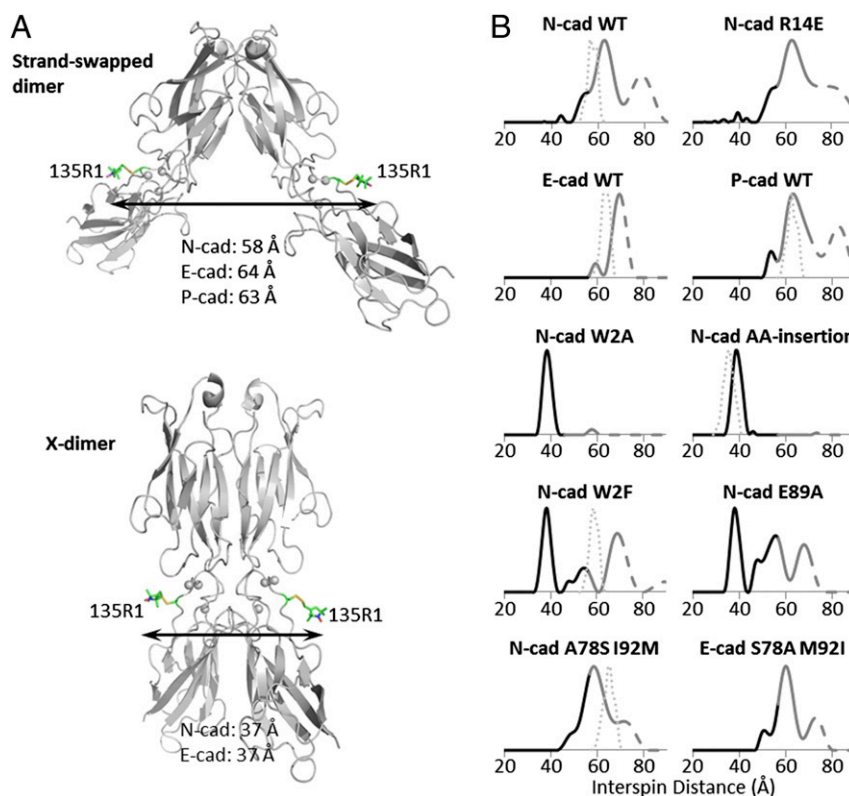 A
Strand-swapped
dimer
135R1
135R1
N-cad: 58 Å
E-cad: 64 Å
P-cad: 63 Å
X-dimer
135R1
135R1
N-cad: 37 Å
E-cad: 37 Å
B
N-cad WT
N-cad R14E
20 40 60 80
20 40 60 80
E-cad WT
P-cad WT
20 40 60 80
20 40 60 80
N-cad W2A
N-cad AA-insertion
20 40 60 80
20 40 60 80
N-cad W2F
N-cad E89A
20 40 60 80
20 40 60 80
N-cad A78S I92M
E-cad S78A M92I
20 40 60 80
20 40 60 80
Interspin Distance (Å)